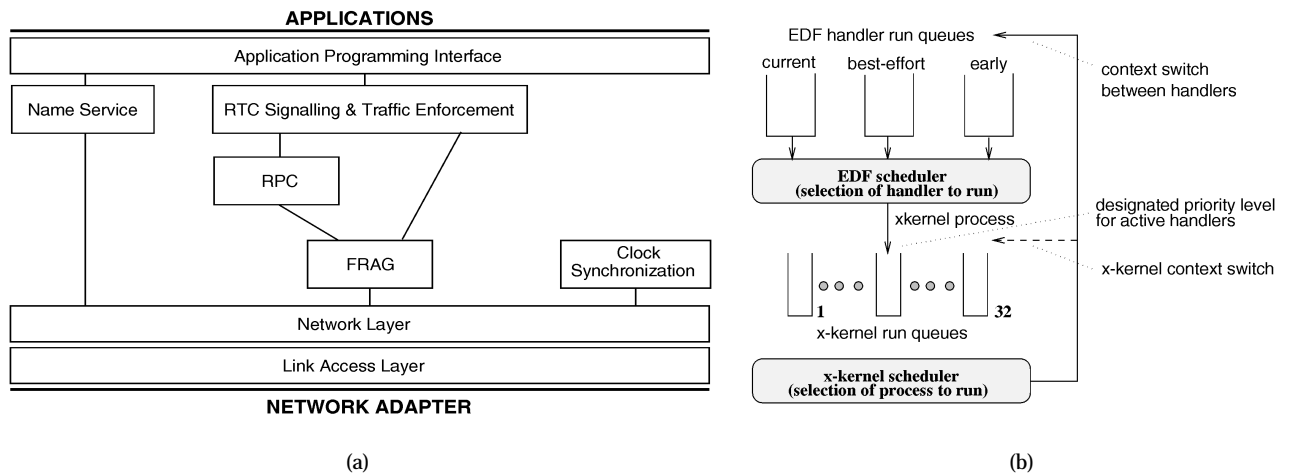 APPLICATIONS
Application Programming Interface
Name Service
RTC Signalling & Traffic Enforcement
RPC
FRAG
Clock
Synchronization
Network Layer
Link Access Layer
NETWORK ADAPTER
(a)
EDF handler run queues
current best-effort early
context switch
between handlers
EDF scheduler
(selection of handler to run)
xkernel process
designated priority level
for active handlers
x-kernel context switch
1 32
x-kernel run queues
x-kernel scheduler
(selection of process to run)
(b)